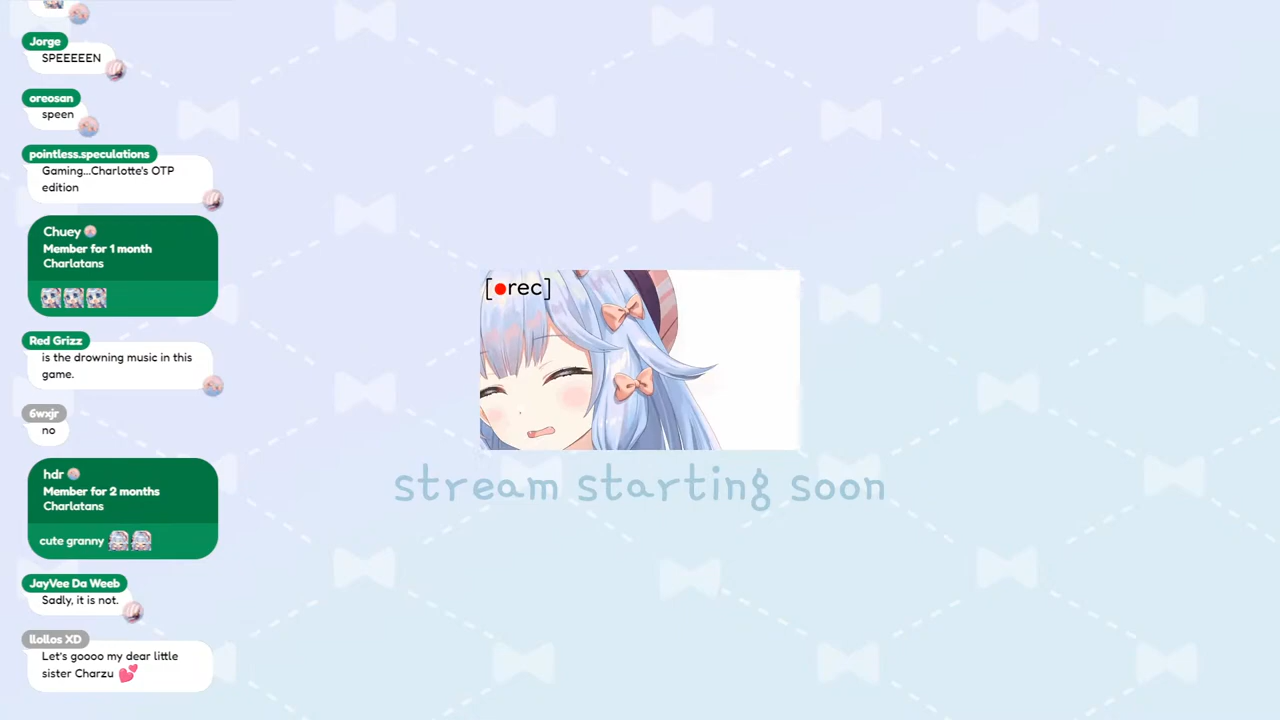 Jorge
SPEEEEEN
oreosan
speen
pointless.speculations
Gaming...Charlotte's OTP
edition
Chuey
Member for 1 month
Charlatans
Red Grizz
is the drowning music in this
game.
6wxjr
no
hdr
Member for 2 months
Charlatans
cute granny
JayVee Da Weeb
Sadly, it is not.
llollos XD
Let's goooo my dear little
sister Charzu 💕
[●rec]
stream starting soon